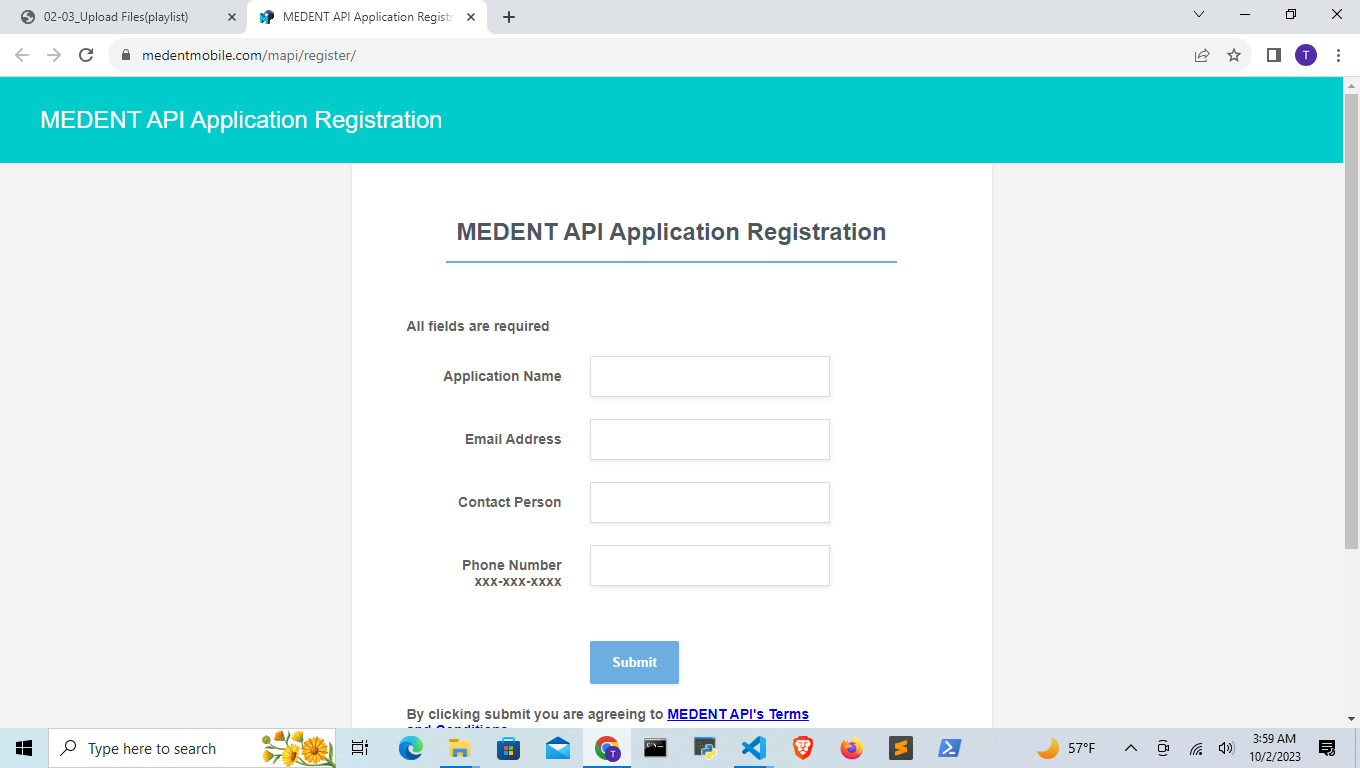 02-03_Upload Files(playlist)
MEDENT API Application Registr
medentmobile.com/mapi/register/
T
MEDENT API Application Registration
MEDENT API Application Registration
All fields are required
Application Name
Email Address
Contact Person
Phone Number
xxx-xxx-xxxx
Submit
By clicking submit you are agreeing to MEDENT API's Terms
and Conditions
Type here to search
T
57°F
3:59 AM
10/2/2023